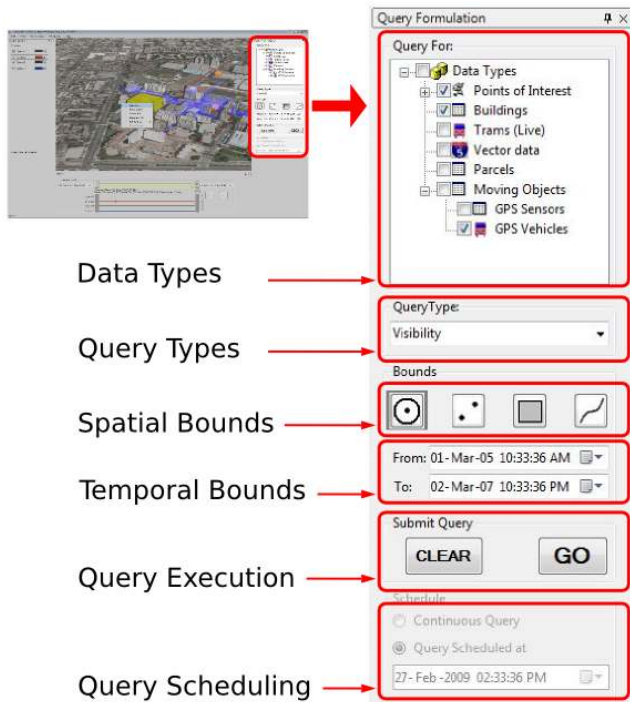 Query Formulation
Query For:
Data Types
Points of Interest
Buildings
Trams (Live)
Vector data
Parcels
Moving Objects
GPS Sensors
GPS Vehicles
Data Types
QueryType:
Visibility
Query Types
Bounds
Spatial Bounds
From: 01-Mar-05 10:33:36 AM
To: 02-Mar-07 10:33:36 PM
Temporal Bounds
Submit Query
CLEAR GO
Query Execution
Schedule
Continuous Query
Query Scheduled at
27-Feb-2009 02:33:36 PM
Query Scheduling